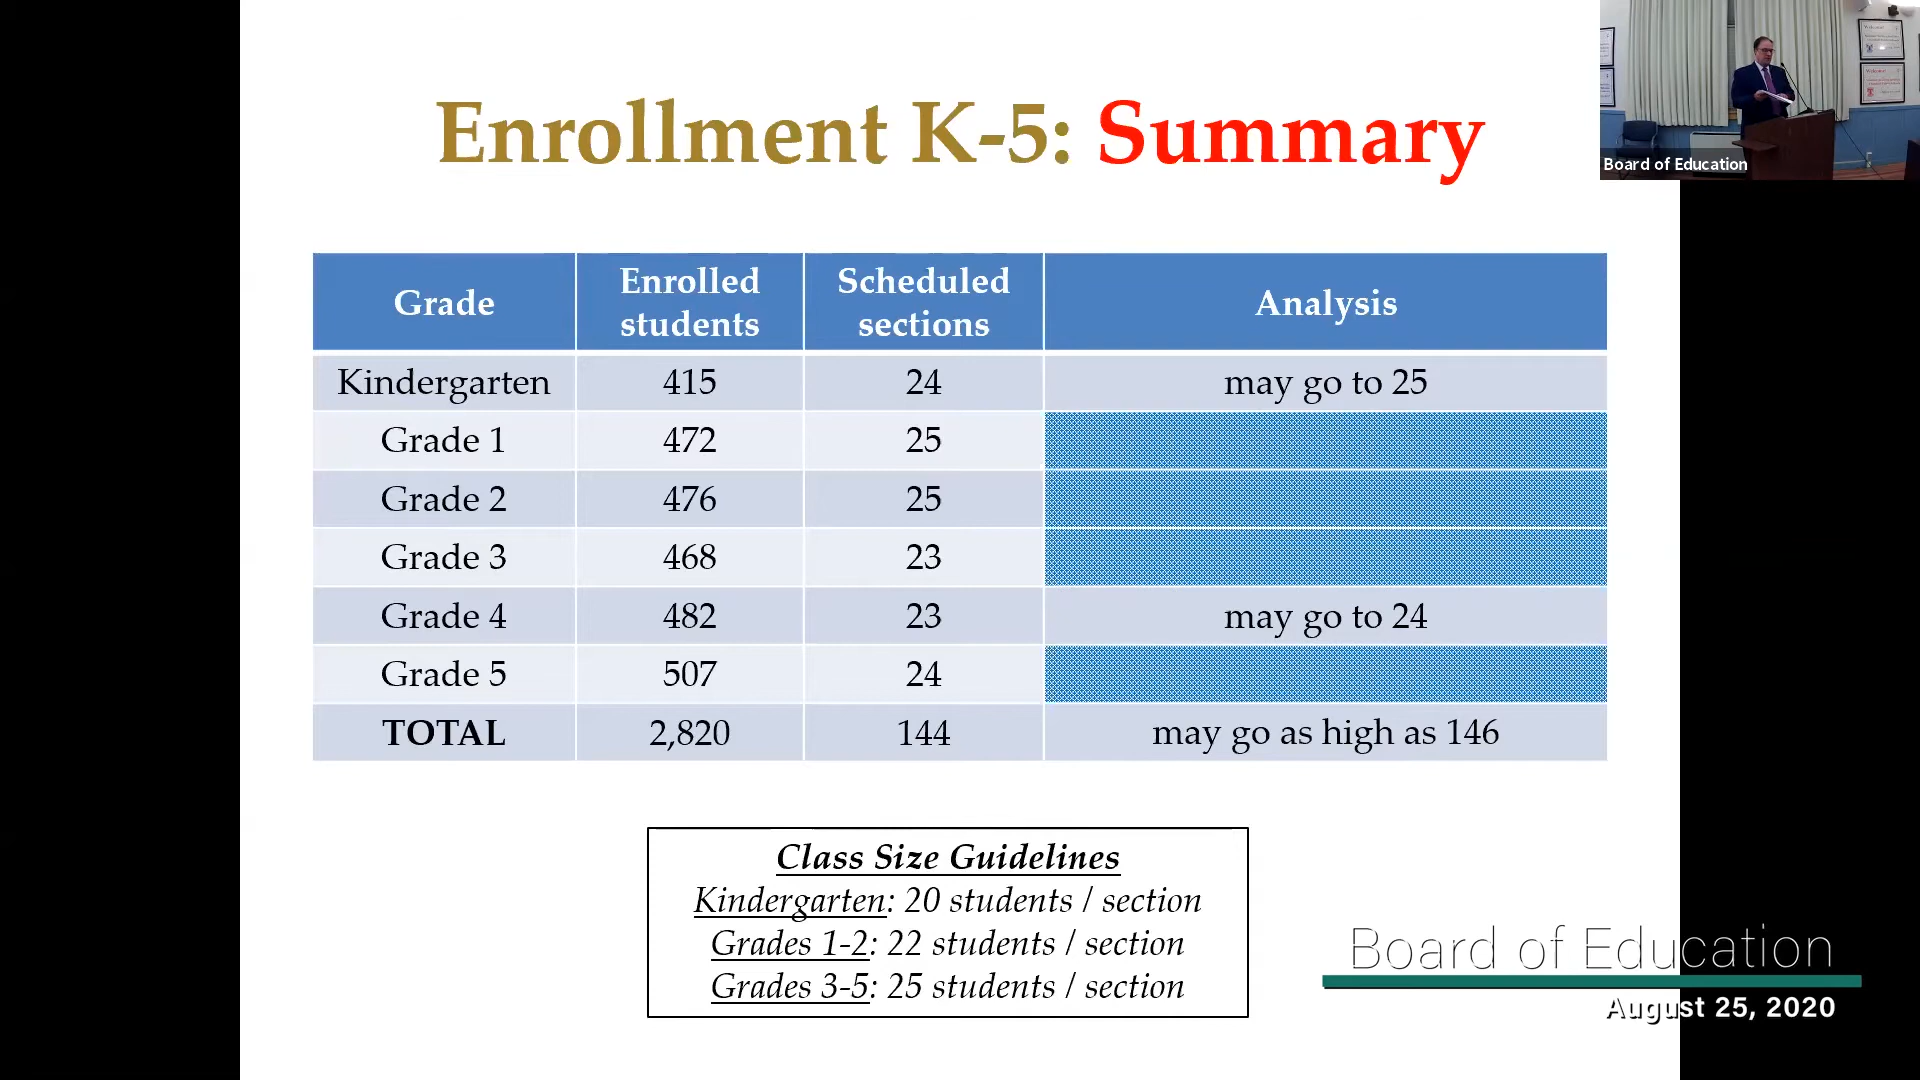 Enrollment K-5: Summary
Board of Education
Grade Enrolled students Scheduled sections Analysis
Kindergarten 415 24 may go to 25
Grade 1 472 25
Grade 2 476 25
Grade 3 468 23
Grade 4 482 23 may go to 24
Grade 5 507 24
TOTAL 2,820 144 may go as high as 146
Class Size Guidelines
Kindergarten: 20 students / section
Grades 1-2: 22 students / section
Grades 3-5: 25 students / section
Board of Education
August 25, 2020